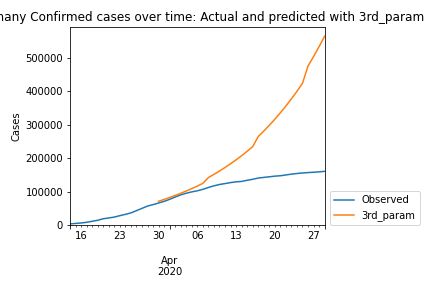 many Confirmed cases over time: Actual and predicted with 3rd_param
500000
400000
300000
200000
100000
0
Cases
16 23 30 06 13 20 27
Apr
2020
Observed
3rd_param